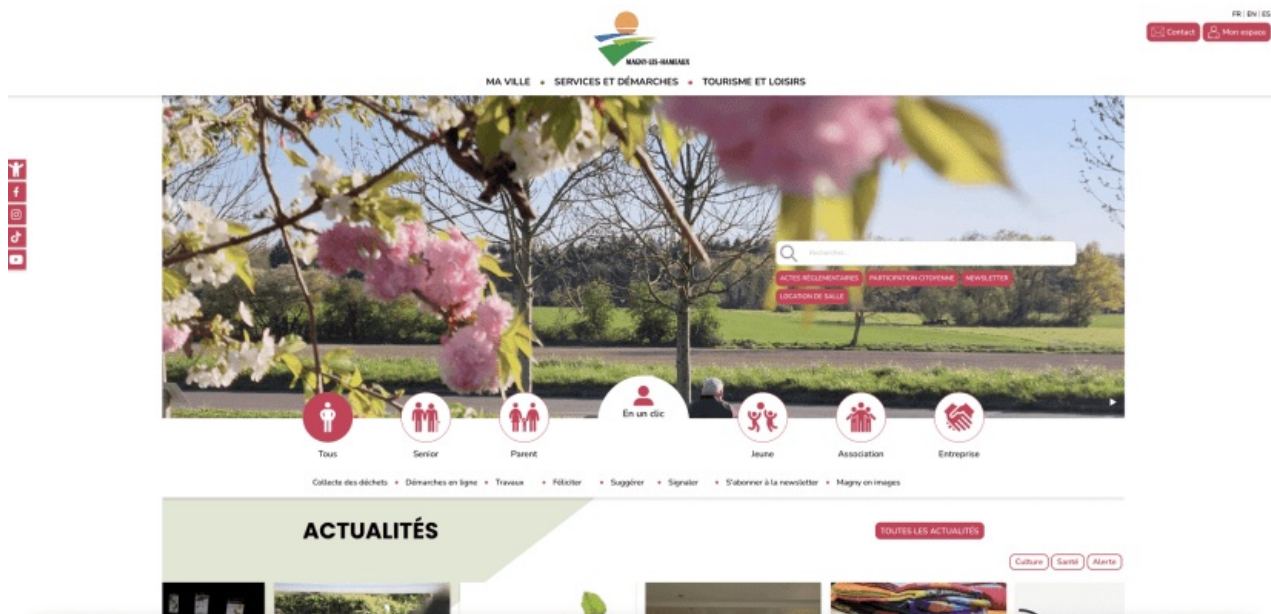 FR | EN | ES
Contact
Mon espace
MAGNY-LES-HAMEAUX
MA VILLE • SERVICES ET DÉMARCHES • TOURISME ET LOISIRS
Rechercher...
ACTES RÉGLEMENTAIRES PARTICIPATION CITOYENNE NEWSLETTER
LOCATION DE SALLE
En un clic
Tous Senior Parent Jeune Association Entreprise
Collecte des déchets • Démarches en ligne • Travaux • Féliciter • Suggérer • Signaler • S'abonner à la newsletter • Magny en images
ACTUALITÉS
TOUTES LES ACTUALITÉS
Culture Santé Alerte